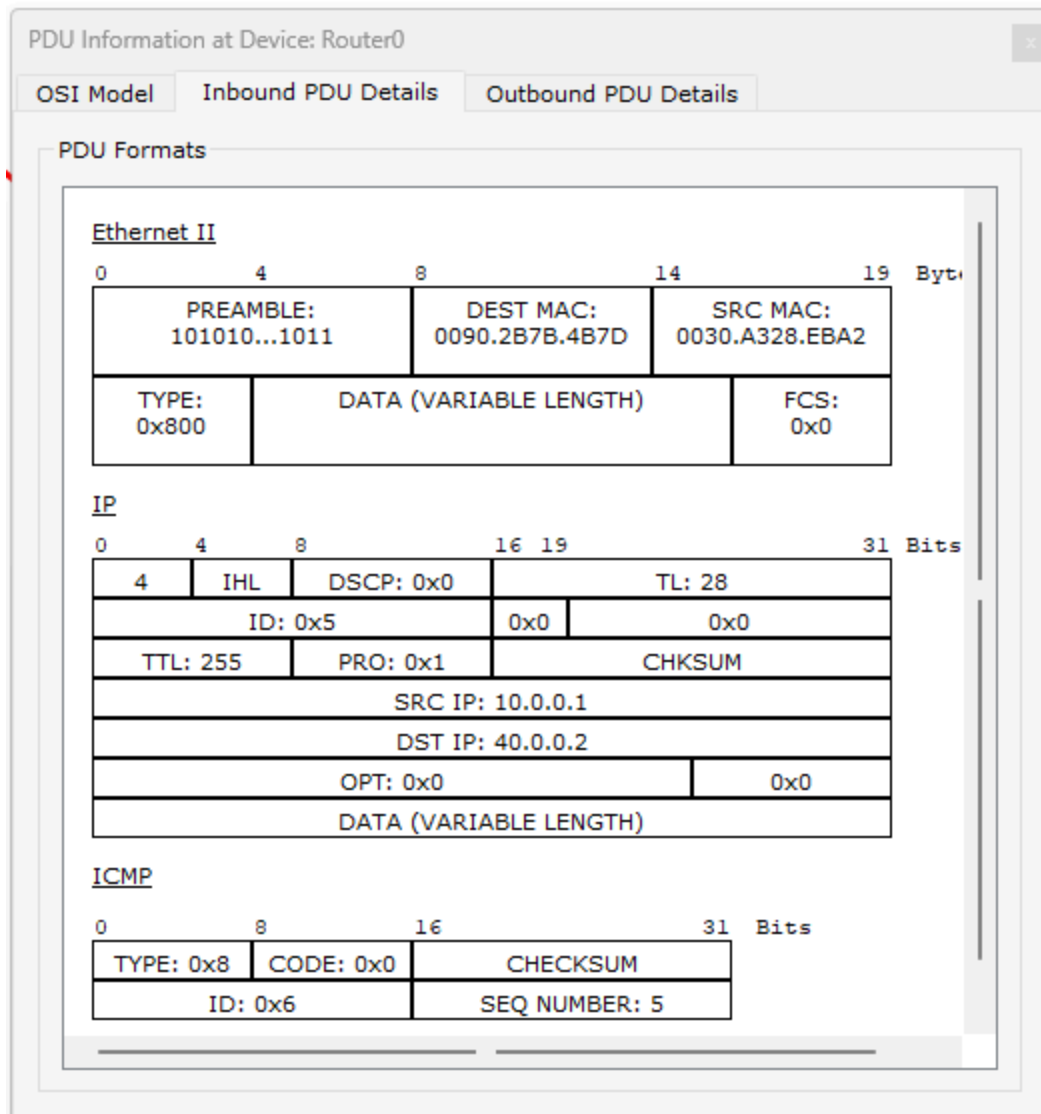 PDU Information at Device: Router0
x
OSI Model Inbound PDU Details Outbound PDU Details
PDU Formats
Ethernet II
0 4 8 14 19 Byt
PREAMBLE: DEST MAC: SRC MAC:
101010...1011 0090.2B7B.4B7D 0030.A328.EBA2
TYPE: DATA (VARIABLE LENGTH) FCS:
0x800 0x0
IP
0 4 8 16 19 31 Bits
4 IHL DSCP: 0x0 TL: 28
ID: 0x5 0x0 0x0
TTL: 255 PRO: 0x1 CHKSUM
SRC IP: 10.0.0.1
DST IP: 40.0.0.2
OPT: 0x0 0x0
DATA (VARIABLE LENGTH)
ICMP
0 8 16 31 Bits
TYPE: 0x8 CODE: 0x0 CHECKSUM
ID: 0x6 SEQ NUMBER: 5